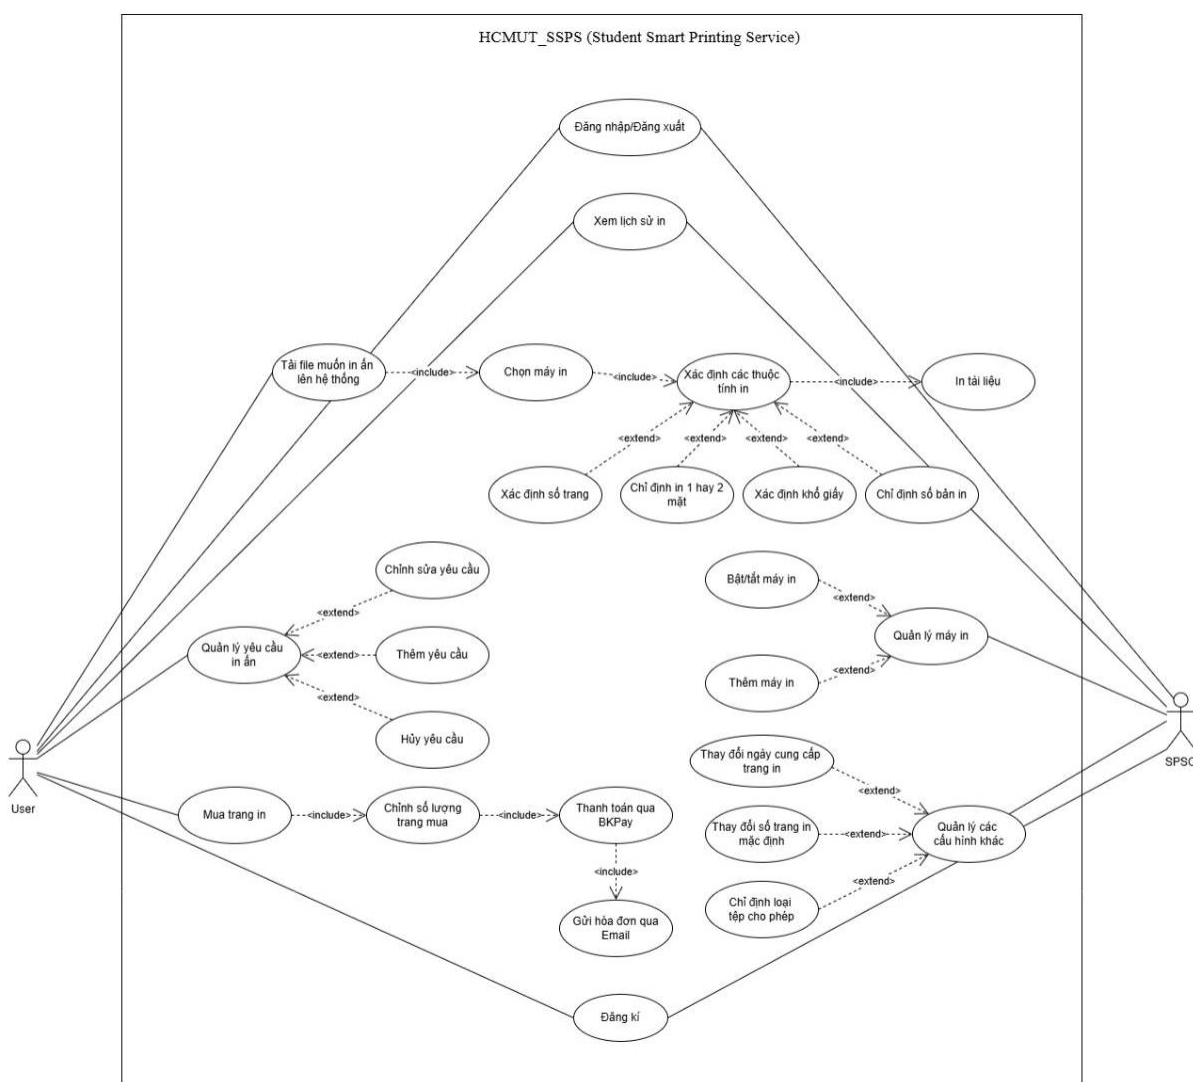 HCMUT_SSPS (Student Smart Printing Service)
Đăng nhập/Đăng xuất
Xem lịch sử in
Tải file muốn in ấn
lên hệ thống
<include>
Chọn máy in
<include>
Xác định các thuộc
tính in
<include>
In tài liệu
<extend>
<extend>
<extend>
<extend>
Xác định số trang
Chỉ định in 1 hay 2
mặt
Xác định khổ giấy
Chỉ định số bản in
Chỉnh sửa yêu cầu
<extend>
Quản lý yêu cầu
in ấn
<extend>
Thêm yêu cầu
<extend>
Hủy yêu cầu
Bật/tắt máy in
<extend>
Quản lý máy in
Thêm máy in
<extend>
User
SPSO
Mua trang in
<include>
Chỉnh số lượng
trang mua
<include>
Thanh toán qua
BKPay
<include>
Gửi hóa đơn qua
Email
Thay đổi ngày cung cấp
trang in
<extend>
Thay đổi số trang in
mặc định
<extend>
Quản lý các
cấu hình khác
<extend>
Chỉ định loại
tệp cho phép
Đăng kí